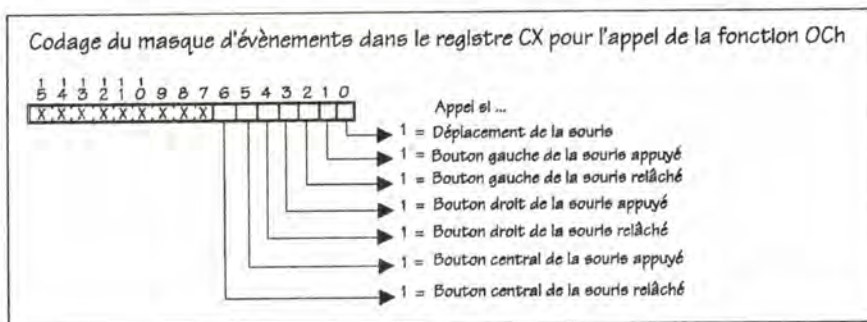 Codage du masque d'évènements dans le registre CX pour l'appel de la fonction OCh
1 1 1 1 1 1
5 4 3 2 1 0 9 8 7 6 5 4 3 2 1 0
X X X X X X X X X
Appel si ...
1 = Déplacement de la souris
1 = Bouton gauche de la souris appuyé
1 = Bouton gauche de la souris relâché
1 = Bouton droit de la souris appuyé
1 = Bouton droit de la souris relâché
1 = Bouton central de la souris appuyé
1 = Bouton central de la souris relâché